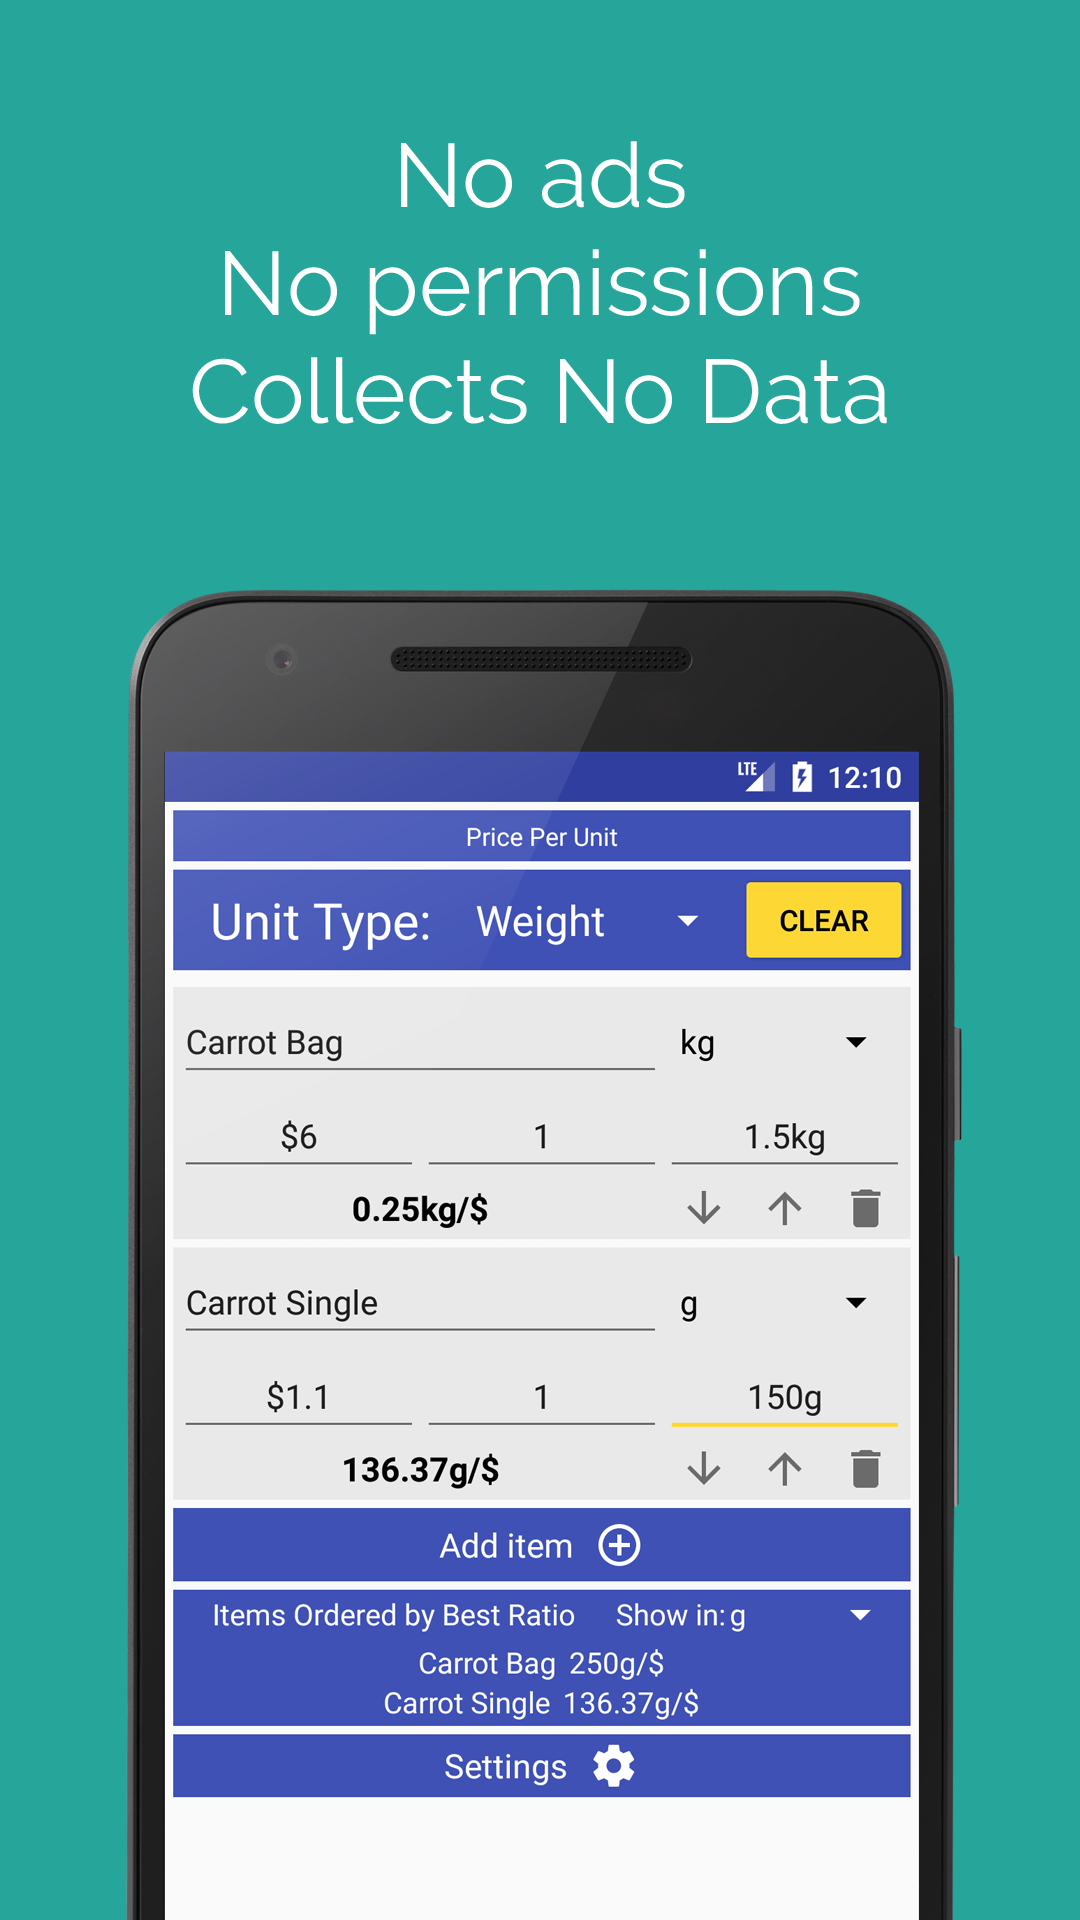 No ads
No permissions
Collects No Data
LTE 12:10
Price Per Unit
Unit Type: Weight CLEAR
Carrot Bag kg
$6 1 1.5kg
0.25kg/$
Carrot Single g
$1.1 1 150g
136.37g/$
Add item
Items Ordered by Best Ratio Show in: g
Carrot Bag 250g/$
Carrot Single 136.37g/$
Settings